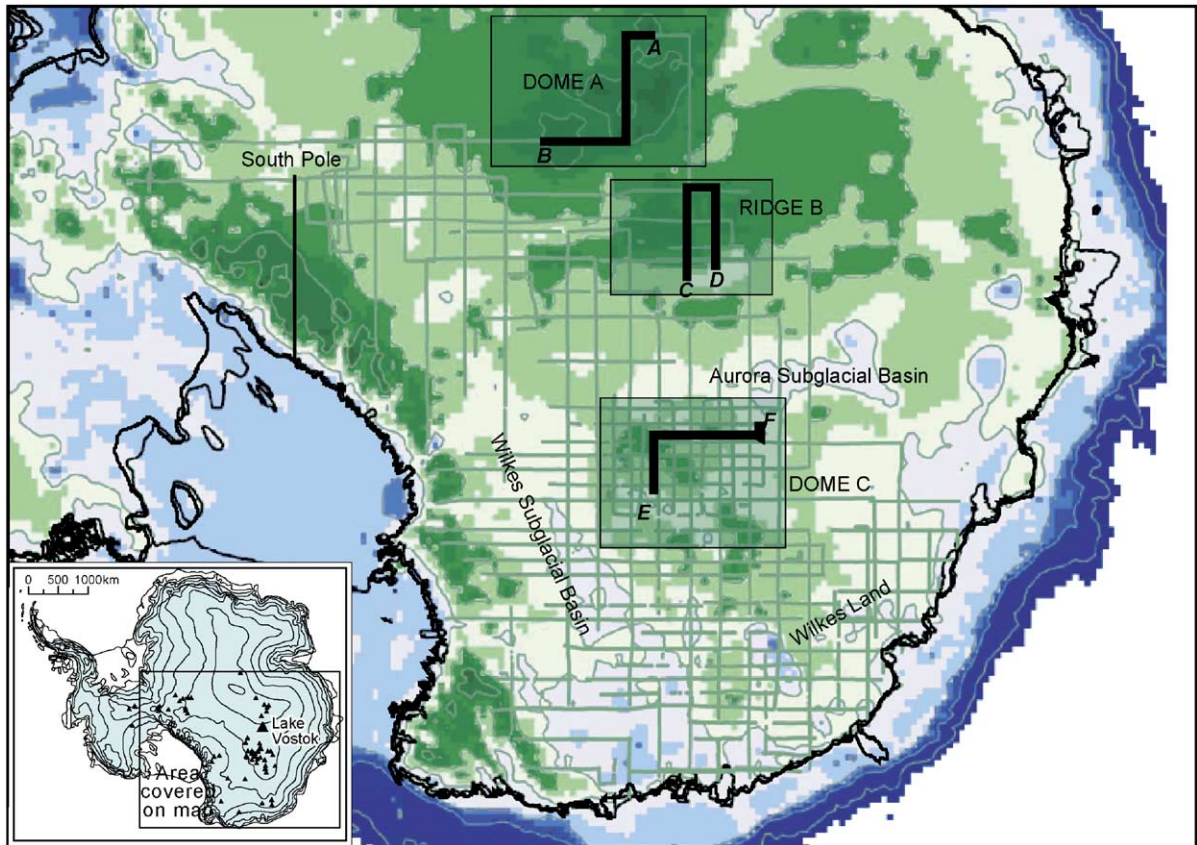 A
DOME A
B
South Pole
RIDGE B
C
D
Aurora Subglacial Basin
F
Wilkes Subglacial Basin
DOME C
E
Wilkes Land
0 500 1000km
Lake
Vostok
Area
covered
on map